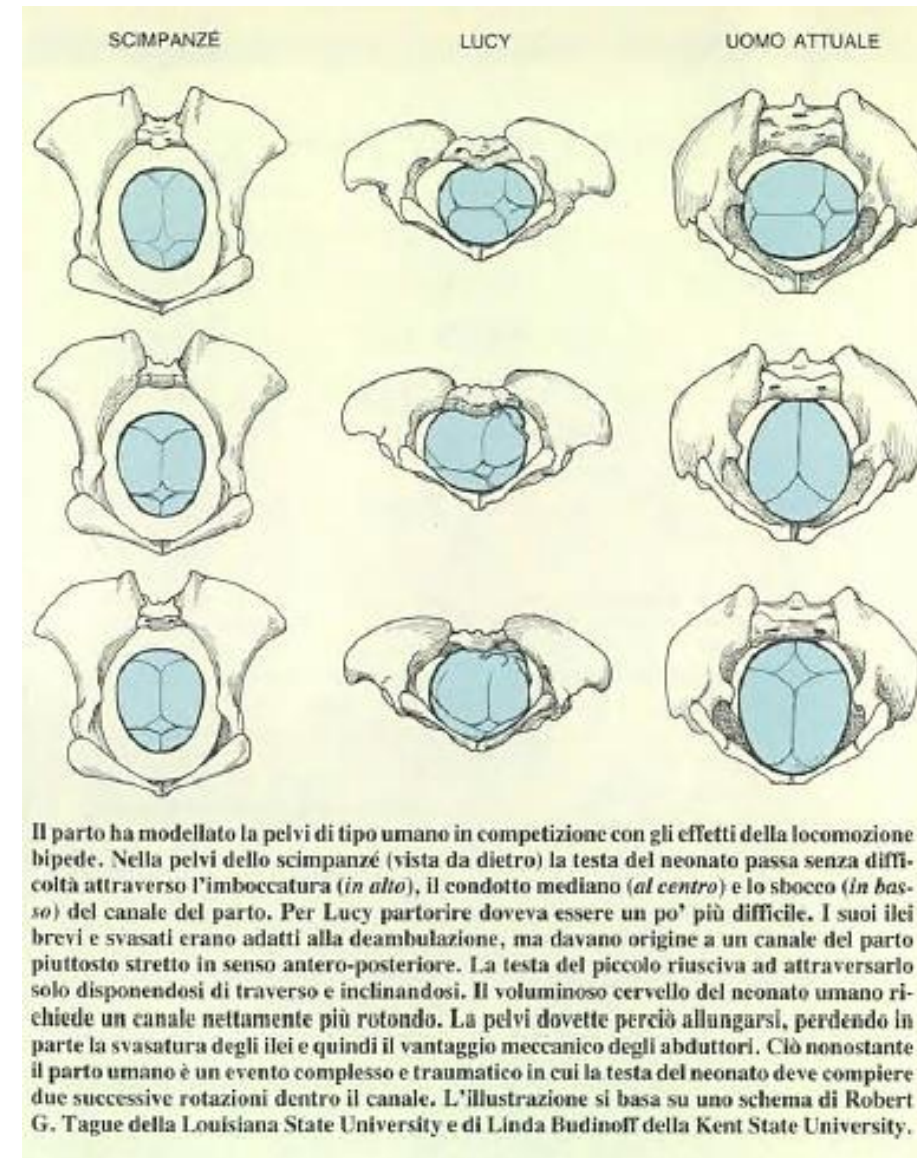 SCIMPANZÉ LUCY UOMO ATTUALE
Il parto ha modellato la pelvi di tipo umano in competizione con gli effetti della locomozione
bipede. Nella pelvi dello scimpanzé (vista da dietro) la testa del neonato passa senza diffi-
coltà attraverso l'imboccatura (in alto), il condotto mediano (al centro) e lo sbocco (in bas-
so) del canale del parto. Per Lucy partorire doveva essere un po' più difficile. I suoi ilei
brevi e svasati erano adatti alla deambulazione, ma davano origine a un canale del parto
piuttosto stretto in senso antero-posteriore. La testa del piccolo riusciva ad attraversarlo
solo disponendosi di traverso e inclinandosi. Il voluminoso cervello del neonato umano ri-
chiede un canale nettamente più rotondo. La pelvi dovette perciò allungarsi, perdendo in
parte la svasatura degli ilei e quindi il vantaggio meccanico degli abduttori. Ciò nonostante
il parto umano è un evento complesso e traumatico in cui la testa del neonato deve compiere
due successive rotazioni dentro il canale. L'illustrazione si basa su uno schema di Robert
G. Tague della Louisiana State University e di Linda Budinoff della Kent State University.